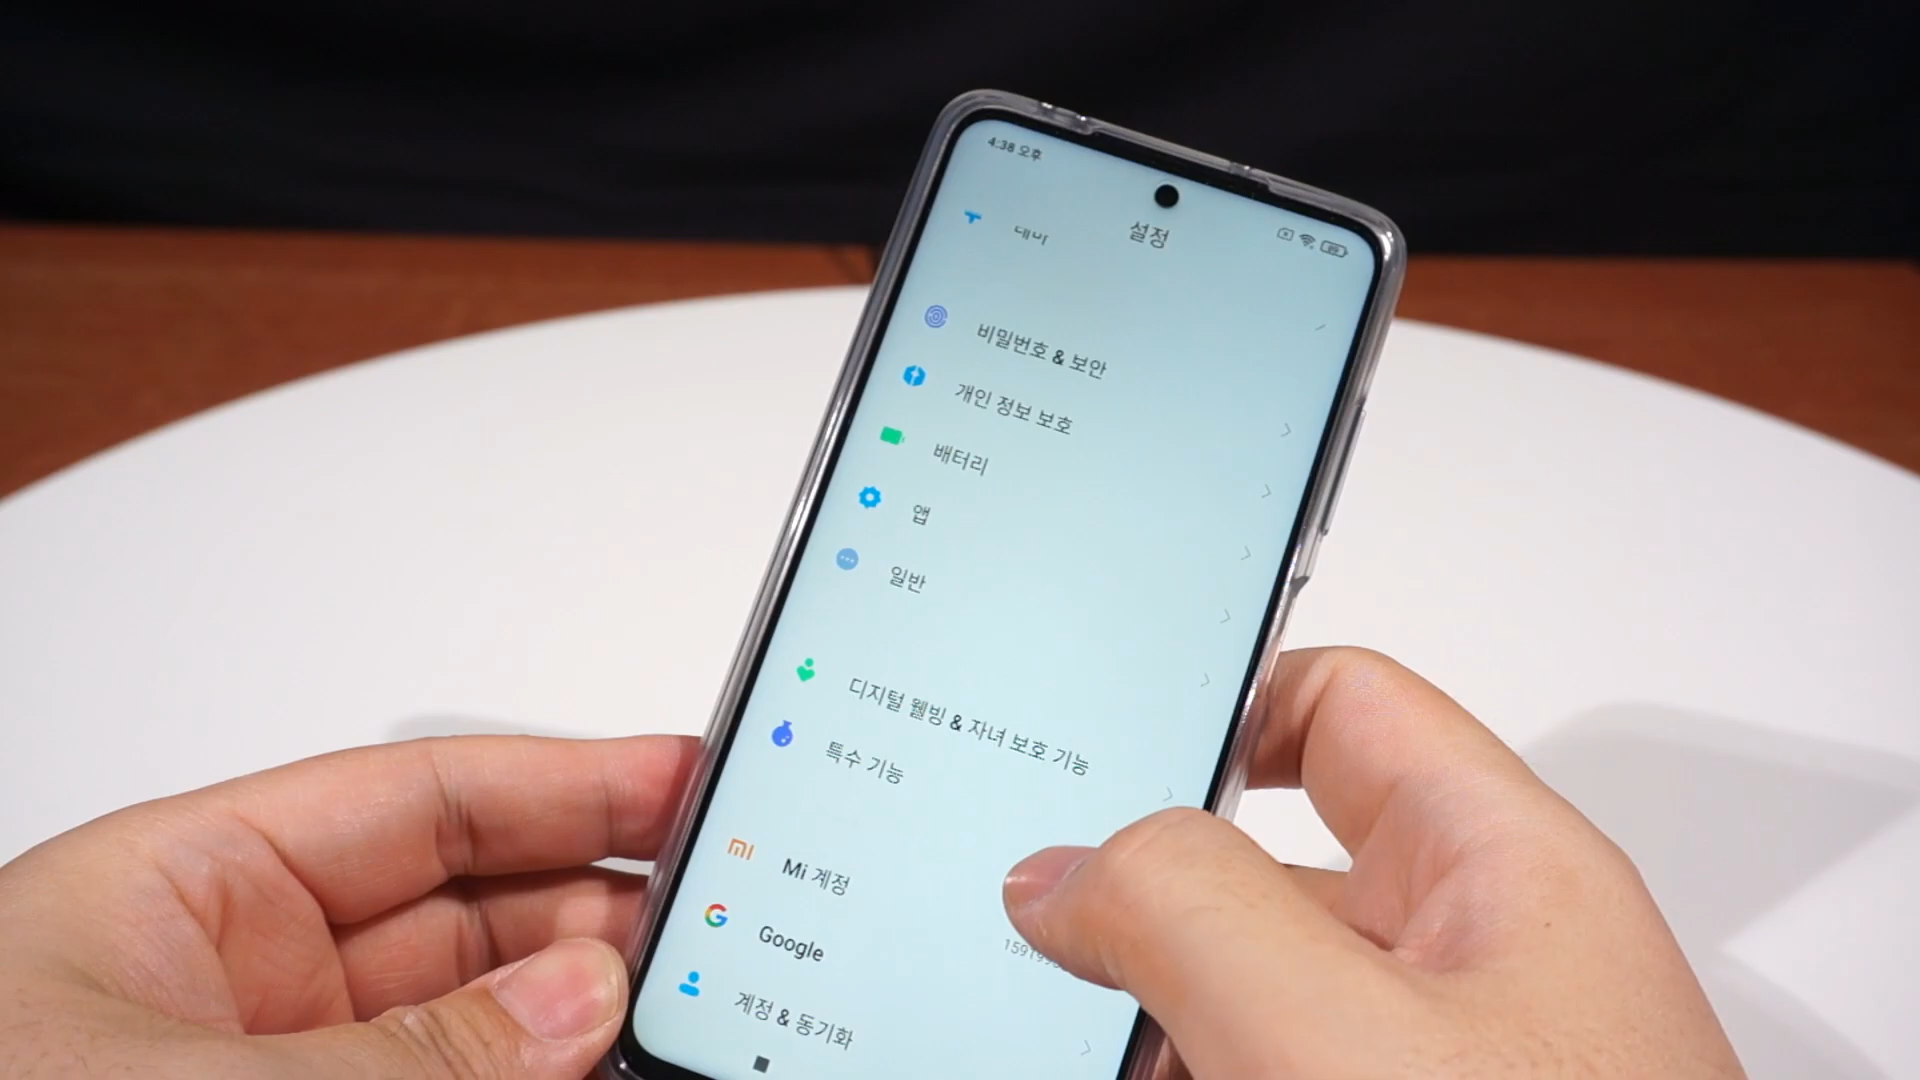 4:38 오후
설정
비밀번호 & 보안
개인 정보 보호
배터리
앱
일반
디지털 웰빙 & 자녀 보호 기능
특수 기능
Mi 계정
Google
계정 & 동기화